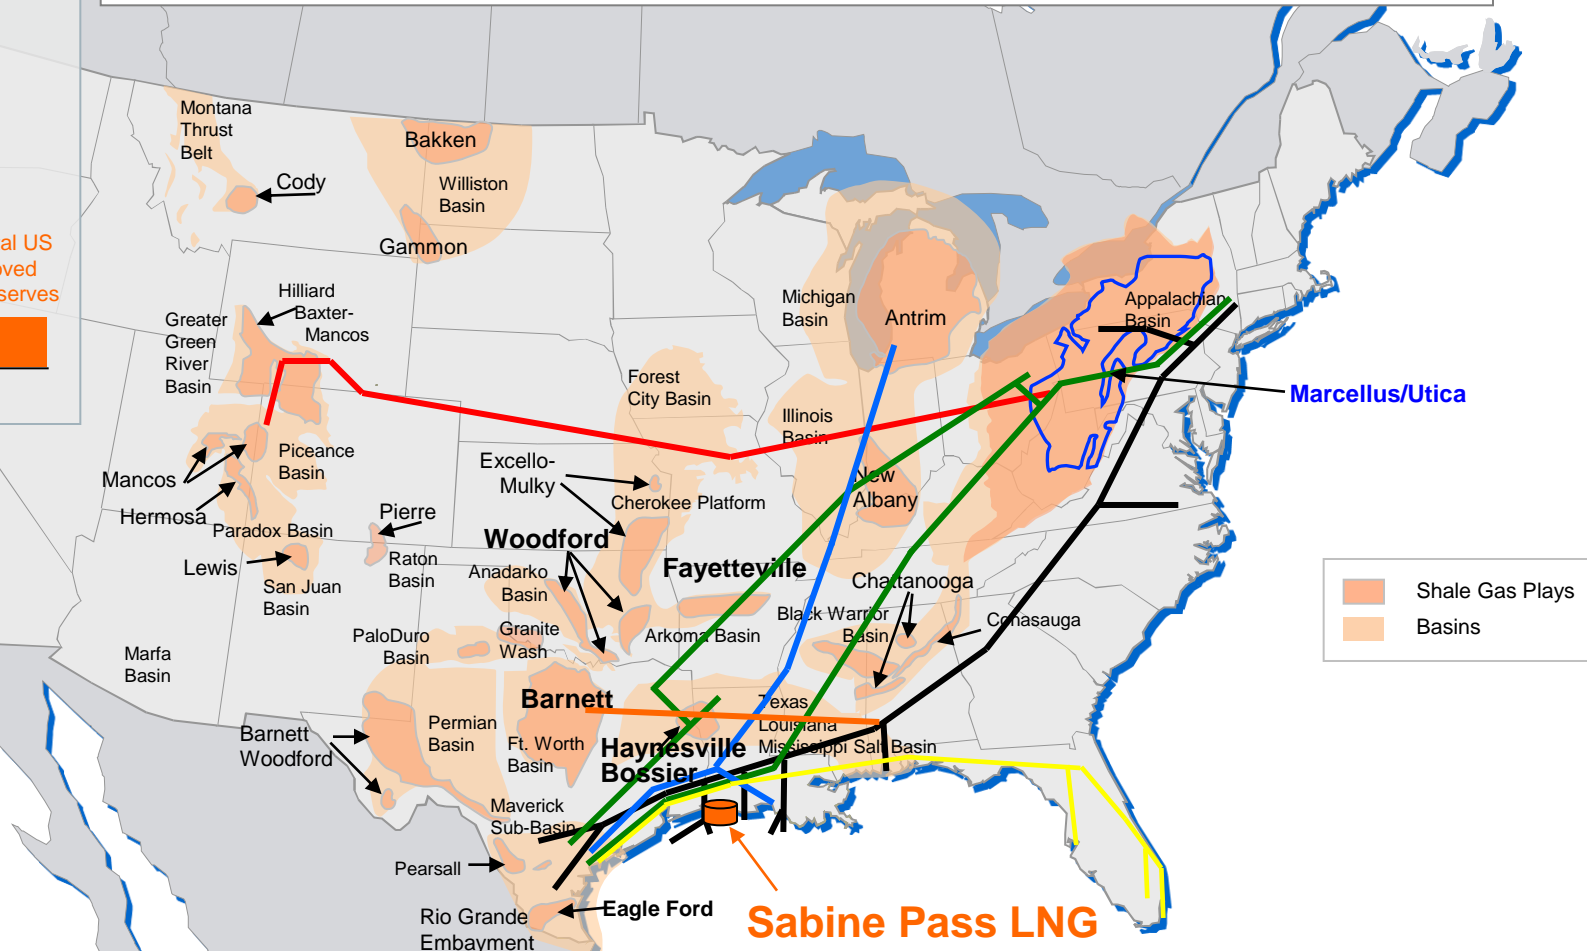 al US
oved
serves
Montana
Thrust
Belt
Cody
Bakken
Williston
Basin
Gammon
Hilliard
Baxter-
Mancos
Greater
Green
River
Basin
Michigan
Basin
Antrim
Appalachian
Basin
Marcellus/Utica
Forest
City Basin
Illinois
Basin
Piceance
Basin
Mancos
Hermosa
Paradox Basin
Lewis
San Juan
Basin
Pierre
Raton
Basin
Excello-
Mulky
Cherokee Platform
New
Albany
Woodford
Anadarko
Basin
Fayetteville
Chattanooga
Black Warrior
Basin
Conasauga
Shale Gas Plays
Basins
PaloDuro
Basin
Granite
Wash
Arkoma Basin
Marfa
Basin
Barnett
Texas
Louisiana
Mississippi Salt Basin
Permian
Basin
Barnett
Woodford
Ft. Worth
Basin
Haynesville
Bossier
Maverick
Sub-Basin
Pearsall
Eagle Ford
Rio Grande
Embayment
Sabine Pass LNG